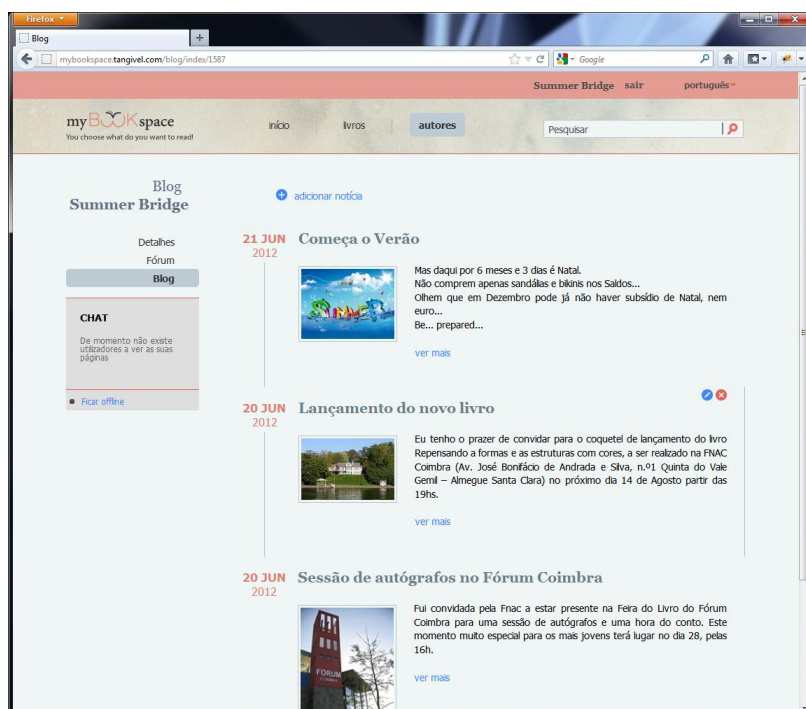 Firefox
Blog
mybookspace.tangivel.com/blog/index/1587
Google
Summer Bridge sair português
my BOOK space
You choose what do you want to read!
início livros autores
Pesquisar
Blog
Summer Bridge
adicionar notícia
Detalhes
Fórum
Blog
CHAT
De momento não existe
utilizadores a ver as suas
páginas
Ficar offline
21 JUN
2012
Começa o Verão
SUMMER
Mas daqui por 6 meses e 3 dias é Natal.
Não comprem apenas sandálias e bikinis nos Saldos...
Olhem que em Dezembro pode já não haver subsídio de Natal, nem
euro...
Be... prepared...
ver mais
20 JUN
2012
Lançamento do novo livro
Eu tenho o prazer de convidar para o coquetel de lançamento do livro
Repensando a formas e as estruturas com cores, a ser realizado na FNAC
Coimbra (Av. José Bonifácio de Andrada e Silva, n.º1 Quinta do Vale
Gemil – Almegue Santa Clara) no próximo dia 14 de Agosto partir das
19hs.
ver mais
20 JUN
2012
Sessão de autógrafos no Fórum Coimbra
FORUM
COIMBRA
Fui convidada pela Fnac a estar presente na Feira do Livro do Fórum
Coimbra para uma sessão de autógrafos e uma hora do conto. Este
momento muito especial para os mais jovens terá lugar no dia 28, pelas
16h.
ver mais